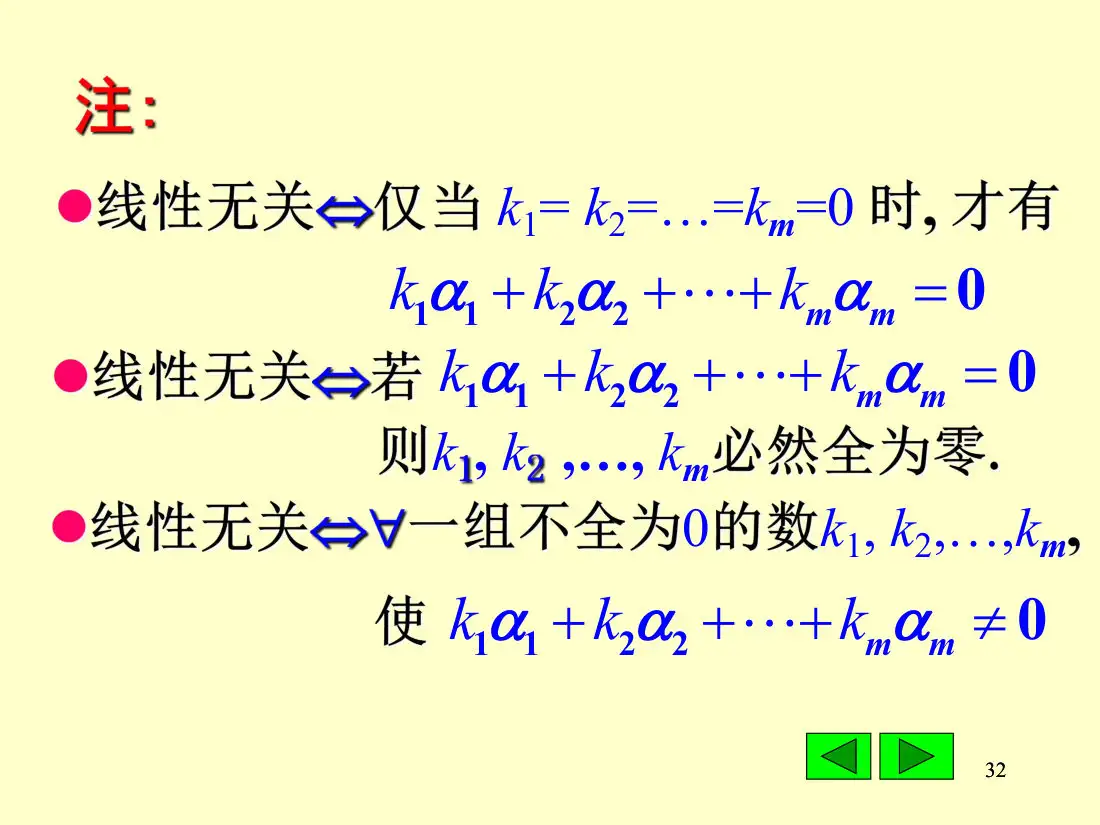 注:
●线性无关⇔仅当 k₁= k₂=…=kₘ=0 时, 才有
k₁α₁ + k₂α₂ + ⋯ + kₘαₘ = 0
●线性无关⇔若 k₁α₁ + k₂α₂ + ⋯ + kₘαₘ = 0
则k₁, k₂ ,…, kₘ必然全为零.
●线性无关⇔∀一组不全为0的数k₁, k₂,…,kₘ,
使 k₁α₁ + k₂α₂ + ⋯ + kₘαₘ ≠ 0
32